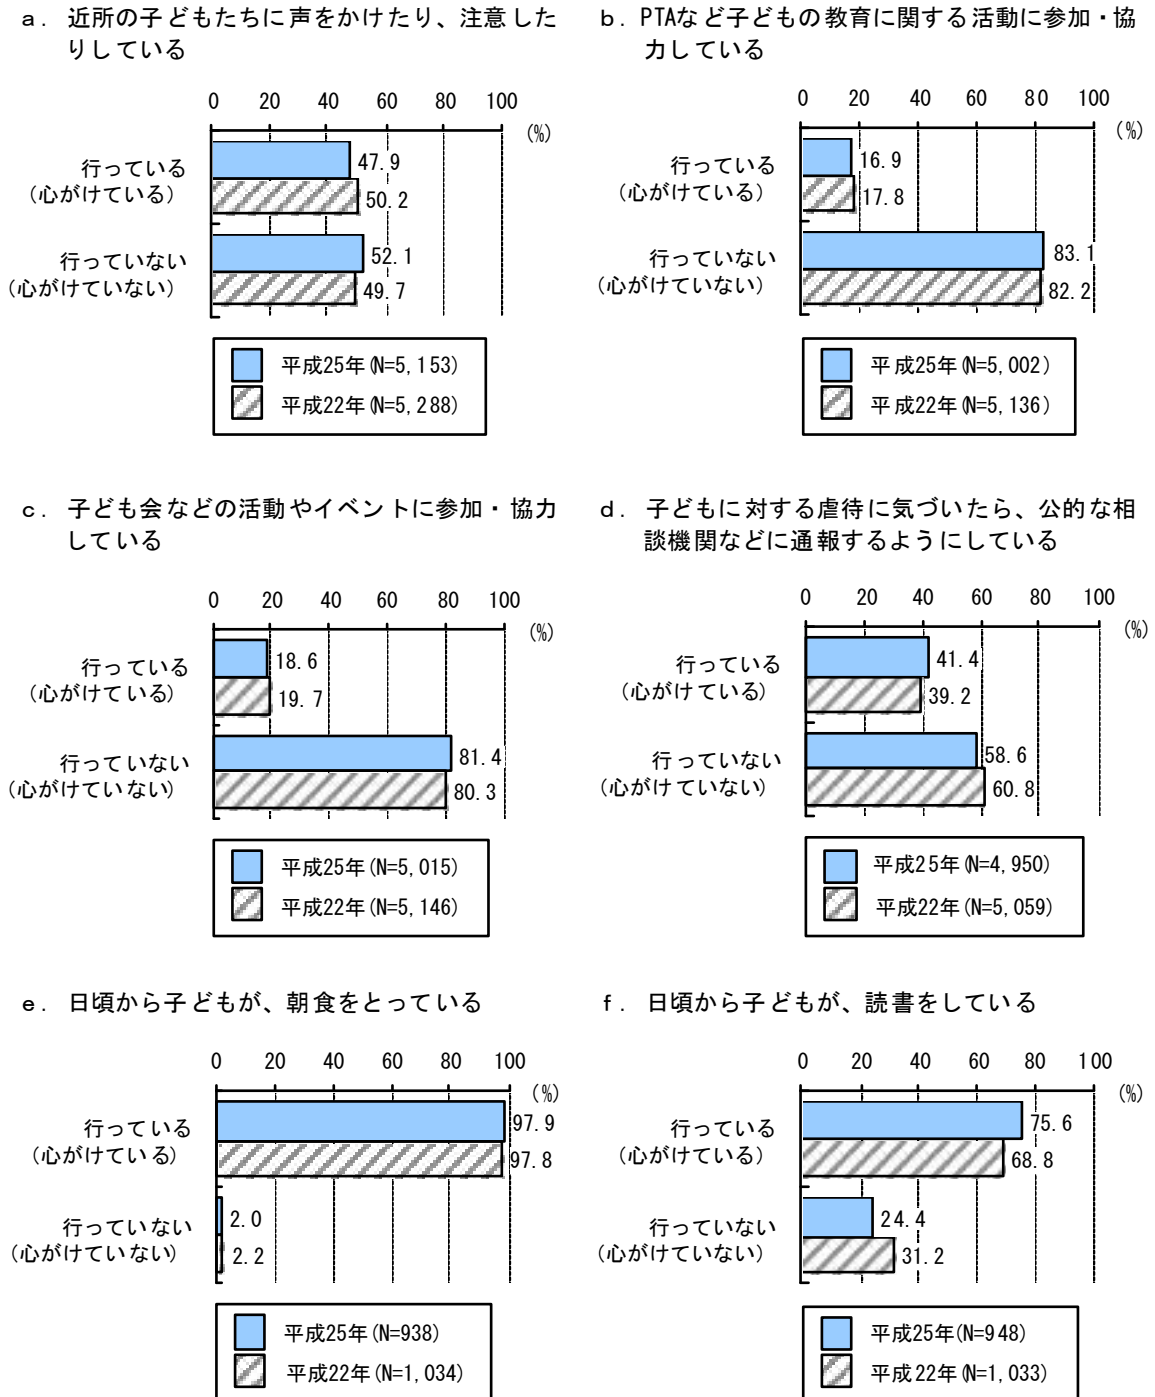 a. 近所の子どもたちに声をかけたり、注意した
りしている
0 20 40 60 80 100
(%)
行っている
(心がけている)
47.9
50.2
行っていない
(心がけていない)
52.1
49.7
平成25年(N=5,153)
平成22年(N=5,288)
b. PTAなど子どもの教育に関する活動に参加・協
力している
0 20 40 60 80 100
(%)
行っている
(心がけている)
16.9
17.8
行っていない
(心がけていない)
83.1
82.2
平成25年(N=5,002)
平成22年(N=5,136)
c. 子ども会などの活動やイベントに参加・協力
している
0 20 40 60 80 100
(%)
行っている
(心がけている)
18.6
19.7
行っていない
(心がけていない)
81.4
80.3
平成25年(N=5,015)
平成22年(N=5,146)
d. 子どもに対する虐待に気づいたら、公的な相
談機関などに通報するようにしている
0 20 40 60 80 100
(%)
行っている
(心がけている)
41.4
39.2
行っていない
(心がけていない)
58.6
60.8
平成25年(N=4,950)
平成22年(N=5,059)
e. 日頃から子どもが、朝食をとっている
0 20 40 60 80 100
(%)
行っている
(心がけている)
97.9
97.8
行っていない
(心がけていない)
2.0
2.2
平成25年(N=938)
平成22年(N=1,034)
f. 日頃から子どもが、読書をしている
0 20 40 60 80 100
(%)
行っている
(心がけている)
75.6
68.8
行っていない
(心がけていない)
24.4
31.2
平成25年(N=948)
平成22年(N=1,033)